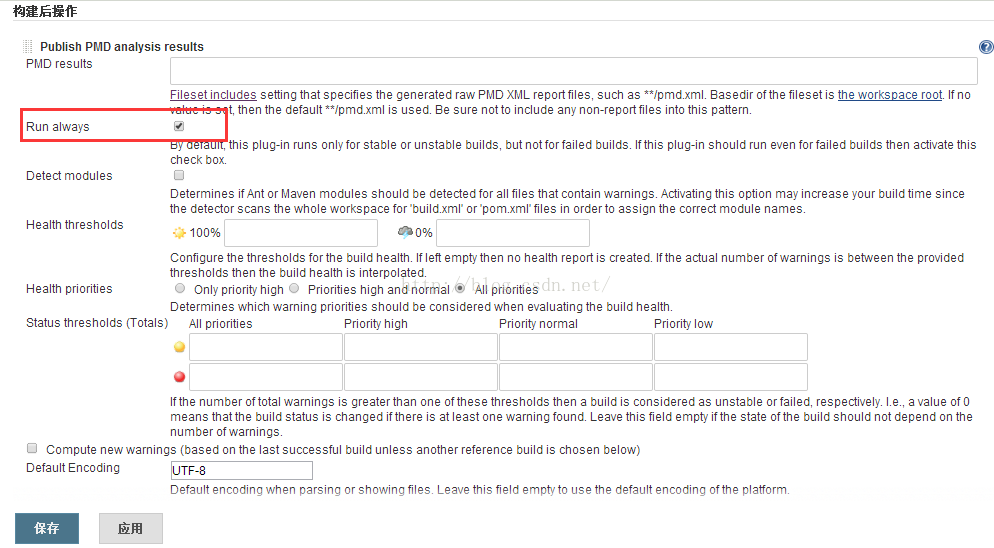 构建后操作
Publish PMD analysis results
PMD results
Fileset includes setting that specifies the generated raw PMD XML report files, such as **/pmd.xml. Basedir of the fileset is the workspace root. If no
value is set, then the default **/pmd.xml is used. Be sure not to include any non-report files into this pattern.
Run always
By default, this plug-in runs only for stable or unstable builds, but not for failed builds. If this plug-in should run even for failed builds then activate this
check box.
Detect modules
Determines if Ant or Maven modules should be detected for all files that contain warnings. Activating this option may increase your build time since
the detector scans the whole workspace for 'build.xml' or 'pom.xml' files in order to assign the correct module names.
Health thresholds 100% 0%
Configure the thresholds for the build health. If left empty then no health report is created. If the actual number of warnings is between the provided
thresholds then the build health is interpolated.
http://blog.csdn.net/
Health priorities Only priority high Priorities high and normal All priorities
Determines which warning priorities should be considered when evaluating the build health.
Status thresholds (Totals) All priorities Priority high Priority normal Priority low
If the number of total warnings is greater than one of these thresholds then a build is considered as unstable or failed, respectively. I.e., a value of 0
means that the build status is changed if there is at least one warning found. Leave this field empty if the state of the build should not depend on the
number of warnings.
Compute new warnings (based on the last successful build unless another reference build is chosen below)
Default Encoding UTF-8
Default encoding when parsing or showing files. Leave this field empty to use the default encoding of the platform.
保存 应用